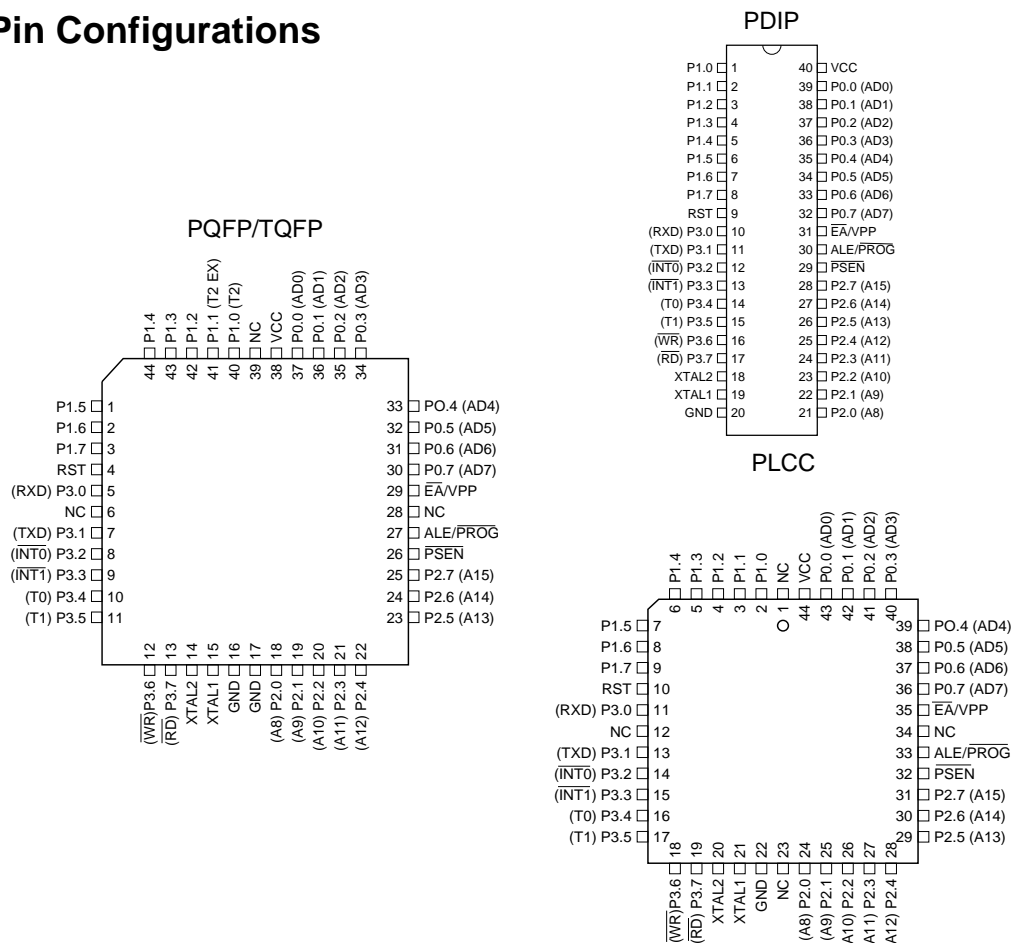 Pin Configurations
PDIP
P1.0 1 40 VCC
P1.1 2 39 P0.0 (AD0)
P1.2 3 38 P0.1 (AD1)
P1.3 4 37 P0.2 (AD2)
P1.4 5 36 P0.3 (AD3)
P1.5 6 35 P0.4 (AD4)
P1.6 7 34 P0.5 (AD5)
P1.7 8 33 P0.6 (AD6)
RST 9 32 P0.7 (AD7)
(RXD) P3.0 10 31 EA/VPP
(TXD) P3.1 11 30 ALE/PROG
(INT0) P3.2 12 29 PSEN
(INT1) P3.3 13 28 P2.7 (A15)
(T0) P3.4 14 27 P2.6 (A14)
(T1) P3.5 15 26 P2.5 (A13)
(WR) P3.6 16 25 P2.4 (A12)
(RD) P3.7 17 24 P2.3 (A11)
XTAL2 18 23 P2.2 (A10)
XTAL1 19 22 P2.1 (A9)
GND 20 21 P2.0 (A8)
PQFP/TQFP
44 P1.4
43 P1.3
42 P1.2
41 P1.1 (T2 EX)
40 P1.0 (T2)
39 NC
38 VCC
37 P0.0 (AD0)
36 P0.1 (AD1)
35 P0.2 (AD2)
34 P0.3 (AD3)
P1.5 1 33 PO.4 (AD4)
P1.6 2 32 P0.5 (AD5)
P1.7 3 31 P0.6 (AD6)
RST 4 30 P0.7 (AD7)
(RXD) P3.0 5 29 EA/VPP
NC 6 28 NC
(TXD) P3.1 7 27 ALE/PROG
(INT0) P3.2 8 26 PSEN
(INT1) P3.3 9 25 P2.7 (A15)
(T0) P3.4 10 24 P2.6 (A14)
(T1) P3.5 11 23 P2.5 (A13)
(WR)P3.6 12
(RD) P3.7 13
XTAL2 14
XTAL1 15
GND 16
GND 17
(A8) P2.0 18
(A9) P2.1 19
(A10) P2.2 20
(A11) P2.3 21
(A12) P2.4 22
PLCC
6 P1.4
5 P1.3
4 P1.2
3 P1.1
2 P1.0
1 NC
44 VCC
43 P0.0 (AD0)
42 P0.1 (AD1)
41 P0.2 (AD2)
40 P0.3 (AD3)
P1.5 7 39 PO.4 (AD4)
P1.6 8 38 P0.5 (AD5)
P1.7 9 37 P0.6 (AD6)
RST 10 36 P0.7 (AD7)
(RXD) P3.0 11 35 EA/VPP
NC 12 34 NC
(TXD) P3.1 13 33 ALE/PROG
(INT0) P3.2 14 32 PSEN
(INT1) P3.3 15 31 P2.7 (A15)
(T0) P3.4 16 30 P2.6 (A14)
(T1) P3.5 17 29 P2.5 (A13)
(WR)P3.6 18
(RD) P3.7 19
XTAL2 20
XTAL1 21
GND 22
NC 23
(A8) P2.0 24
(A9) P2.1 25
A10) P2.2 26
A11) P2.3 27
A12) P2.4 28